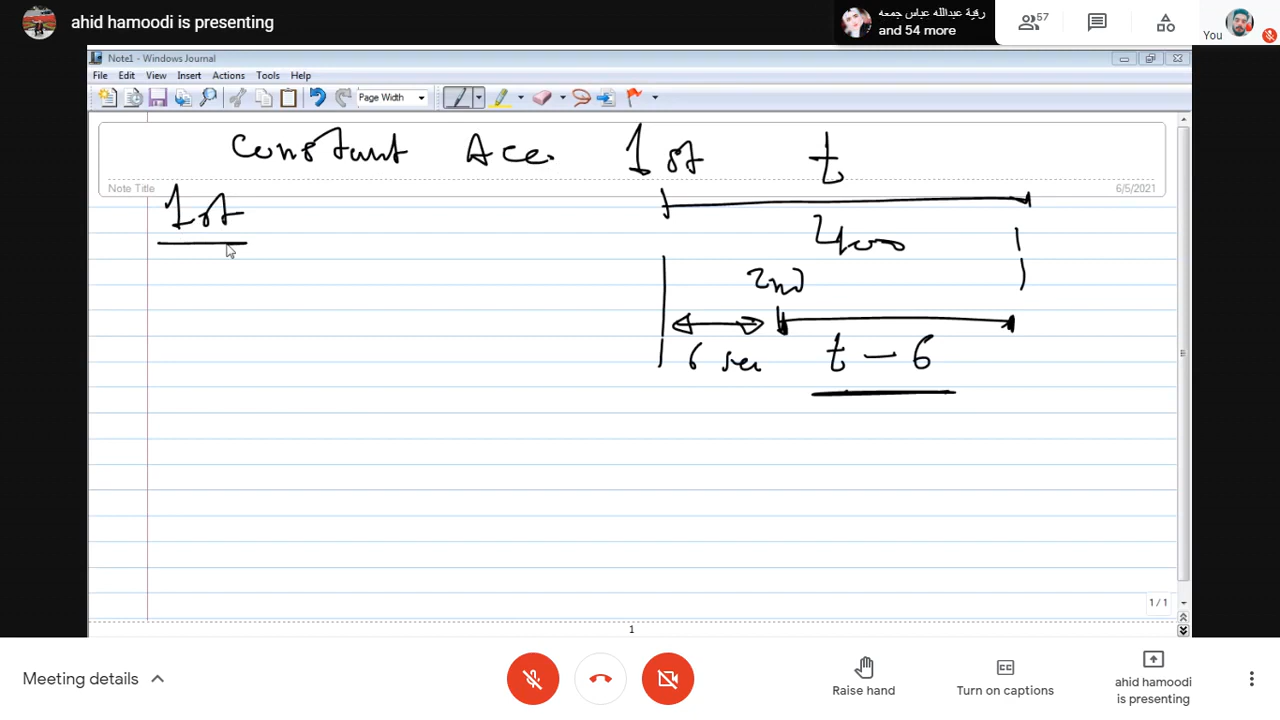 ahid hamoodi is presenting
رقية عبدالله عباس جمعه
and 54 more
57
You
Note1 - Windows Journal
File Edit View Insert Actions Tools Help
Page Width
Constant Acc. 1st t
Note Title
6/5/2021
1st
2400
2nd
6 sec
t - 6
1 / 1
1
Meeting details
Raise hand
Turn on captions
ahid hamoodi
is presenting